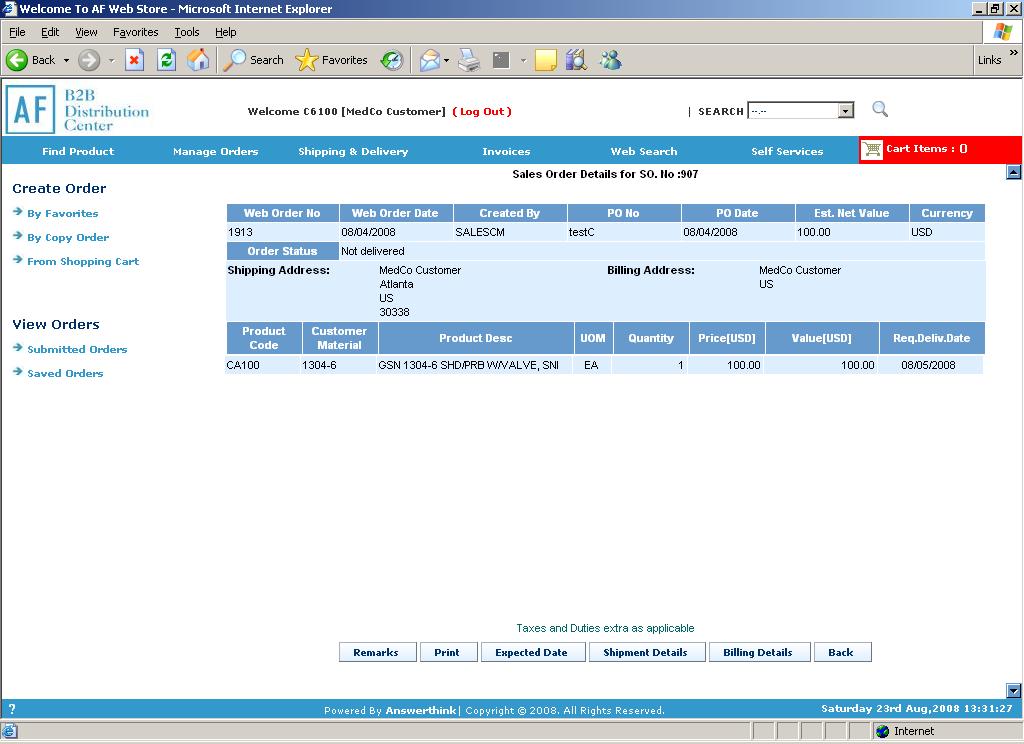 Welcome To AF Web Store - Microsoft Internet Explorer
File Edit View Favorites Tools Help
Back Search Favorites Links »
AF B2B Distribution Center
Welcome C6100 [MedCo Customer] ( Log Out )
| SEARCH --.--
Find Product Manage Orders Shipping & Delivery Invoices Web Search Self Services Cart Items : 0
Sales Order Details for SO. No :907
Create Order
By Favorites
By Copy Order
From Shopping Cart
View Orders
Submitted Orders
Saved Orders
Web Order No Web Order Date Created By PO No PO Date Est. Net Value Currency
1913 08/04/2008 SALESCM testC 08/04/2008 100.00 USD
Order Status Not delivered
Shipping Address: MedCo Customer Billing Address: MedCo Customer
Atlanta US
US
30338
Product Code Customer Material Product Desc UOM Quantity Price[USD] Value[USD] Req.Deliv.Date
CA100 1304-6 GSN 1304-6 SHD/PRB W/VALVE, SNI EA 1 100.00 100.00 08/05/2008
Taxes and Duties extra as applicable
Remarks Print Expected Date Shipment Details Billing Details Back
? Powered By Answerthink | Copyright © 2008. All Rights Reserved. Saturday 23rd Aug,2008 13:31:27
Internet